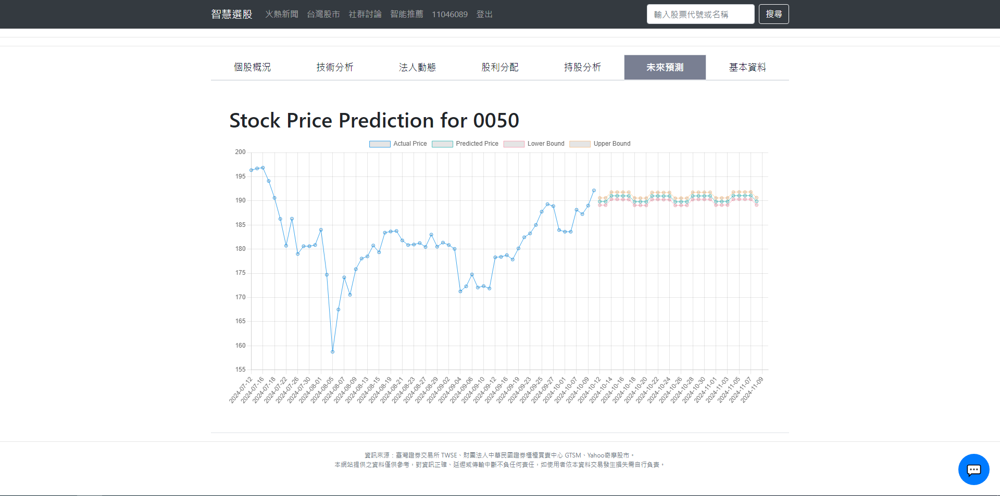 智慧選股 火熱新聞 台灣股市 社群討論 智能推薦 11046089 登出 輸入股票代號或名稱 搜尋
個股概況 技術分析 法人動態 股利分配 持股分析 未來預測 基本資料
Stock Price Prediction for 0050
Actual Price Predicted Price Lower Bound Upper Bound
200
195
190
185
180
175
170
165
160
155
2024-07-12 2024-07-16 2024-07-18 2024-07-22 2024-07-26 2024-07-30 2024-08-01 2024-08-05 2024-08-07 2024-08-09 2024-08-13 2024-08-15 2024-08-19 2024-08-21 2024-08-23 2024-08-27 2024-08-29 2024-09-02 2024-09-04 2024-09-06 2024-09-10 2024-09-12 2024-09-16 2024-09-19 2024-09-23 2024-09-25 2024-09-27 2024-10-01 2024-10-07 2024-10-09 2024-10-12 2024-10-14 2024-10-16 2024-10-18 2024-10-20 2024-10-22 2024-10-24 2024-10-26 2024-10-28 2024-10-30 2024-11-01 2024-11-03 2024-11-05 2024-11-07 2024-11-09
資訊來源：臺灣證券交易所 TWSE、財團法人中華民國證券櫃檯買賣中心 GTSM、Yahoo奇摩股市。
本網站提供之資料僅供參考，對資訊正確、延遲或傳輸中斷不負任何責任，如使用者依本資料交易發生損失需自行負責。